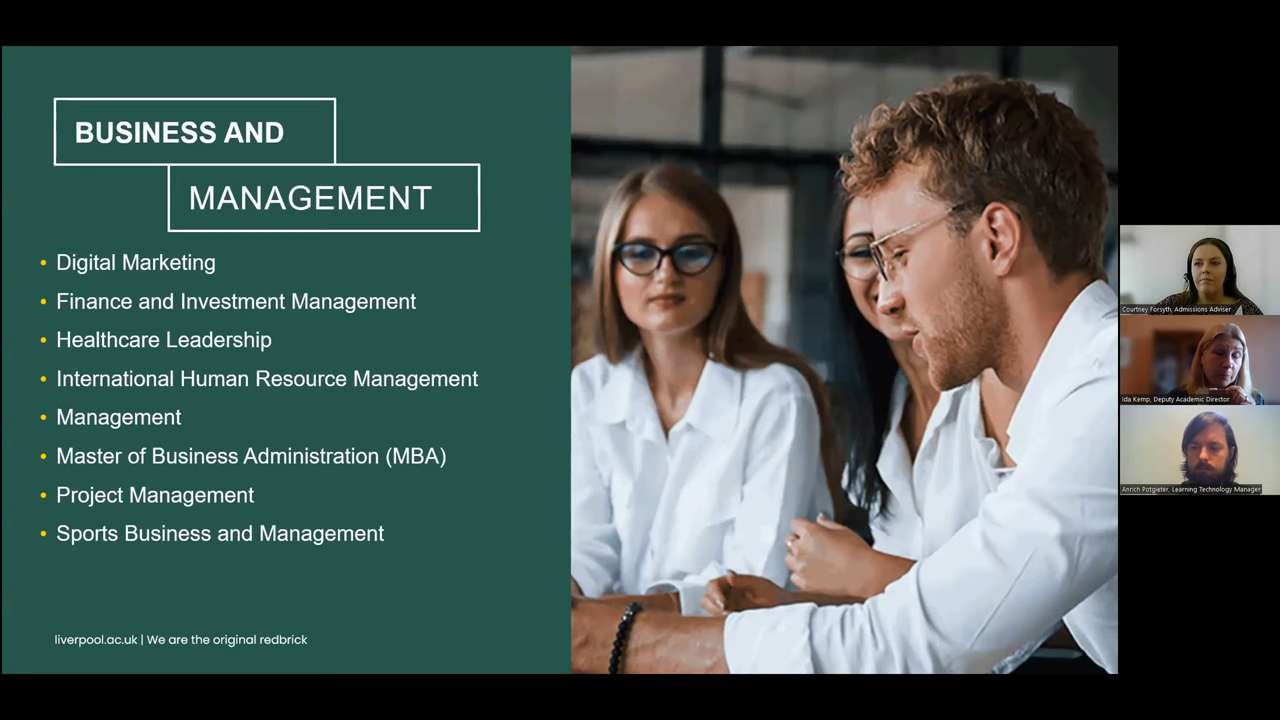 BUSINESS AND
MANAGEMENT
• Digital Marketing
• Finance and Investment Management
• Healthcare Leadership
• International Human Resource Management
• Management
• Master of Business Administration (MBA)
• Project Management
• Sports Business and Management
liverpool.ac.uk | We are the original redbrick
Courtney Forsyth, Admissions Adviser
Ida Kemp, Deputy Academic Director
Anrich Potgieter, Learning Technology Manager